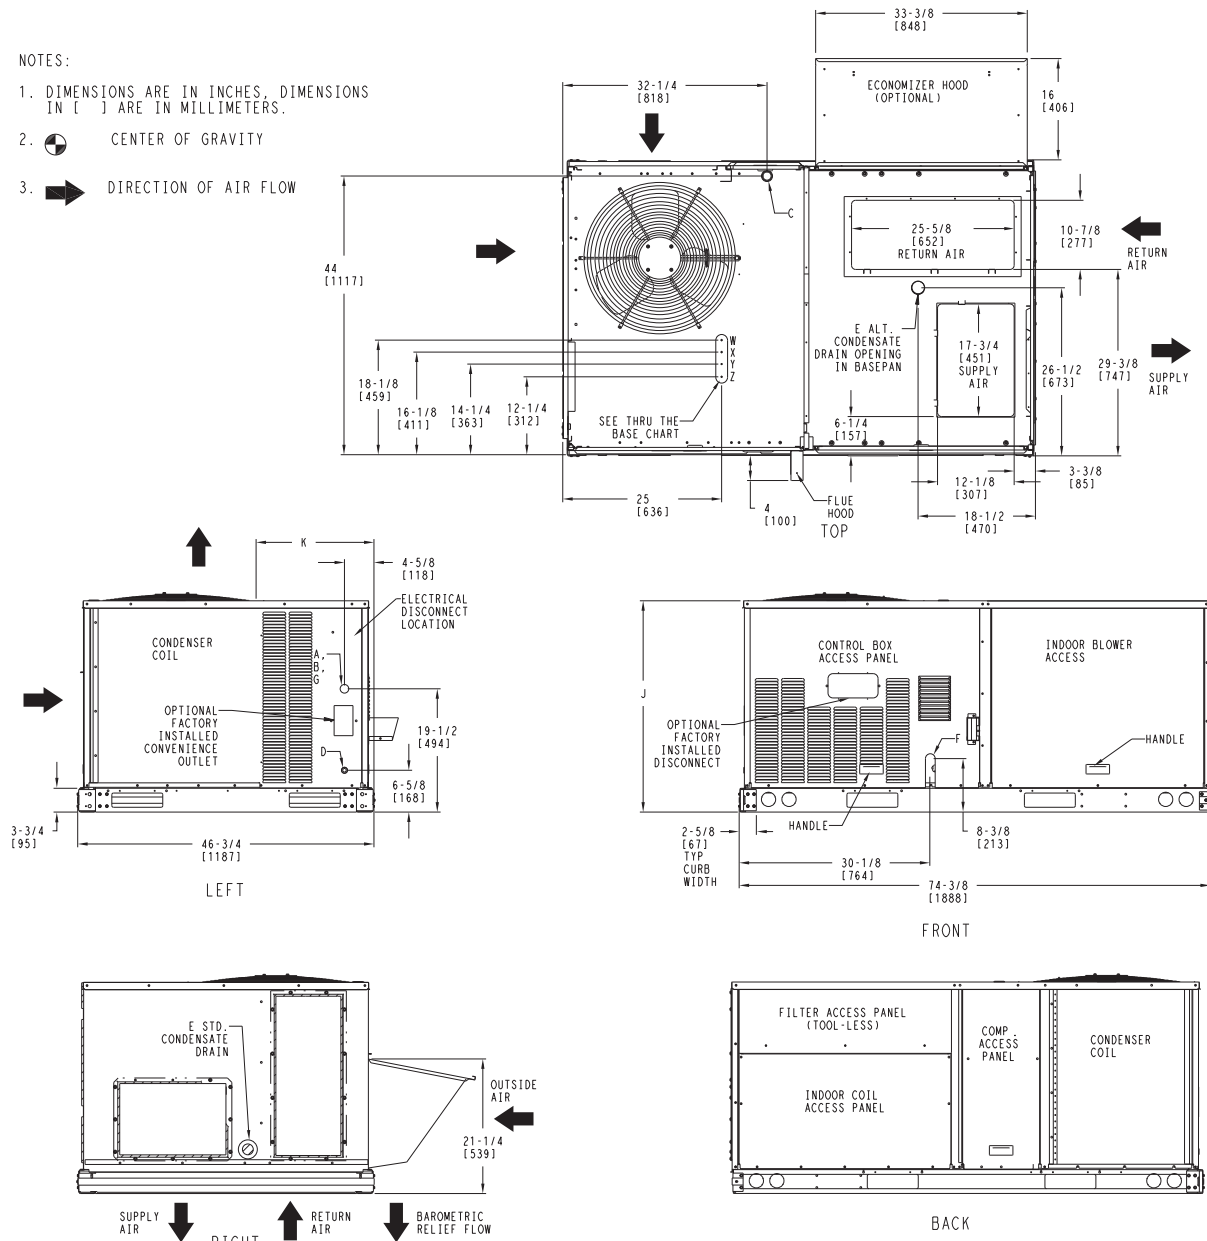 NOTES:
1. DIMENSIONS ARE IN INCHES, DIMENSIONS
IN [ ] ARE IN MILLIMETERS.
2. CENTER OF GRAVITY
3. DIRECTION OF AIR FLOW
33-3/8
[848]
32-1/4
[818]
ECONOMIZER HOOD
(OPTIONAL)
16
[406]
C
44
[1117]
25-5/8
[652]
RETURN AIR
10-7/8
[277]
RETURN
AIR
E ALT.
CONDENSATE
DRAIN OPENING
IN BASEPAN
W
X
Y
Z
17-3/4
[451]
SUPPLY
AIR
26-1/2
[673]
29-3/8
[747]
SUPPLY
AIR
18-1/8
[459]
16-1/8
[411]
14-1/4
[363]
12-1/4
[312]
SEE THRU THE
BASE CHART
6-1/4
[157]
25
[636]
4
[100]
FLUE
HOOD
12-1/8
[307]
3-3/8
[85]
18-1/2
[470]
TOP
K
4-5/8
[118]
ELECTRICAL
DISCONNECT
LOCATION
CONDENSER
COIL
A,
B,
G
OPTIONAL
FACTORY
INSTALLED
CONVENIENCE
OUTLET
D
19-1/2
[494]
6-5/8
[168]
3-3/4
[95]
46-3/4
[1187]
LEFT
J
CONTROL BOX
ACCESS PANEL
INDOOR BLOWER
ACCESS
OPTIONAL
FACTORY
INSTALLED
DISCONNECT
F
HANDLE
HANDLE
2-5/8
[67]
TYP
CURB
WIDTH
8-3/8
[213]
30-1/8
[764]
74-3/8
[1888]
FRONT
E STD.
CONDENSATE
DRAIN
OUTSIDE
AIR
21-1/4
[539]
SUPPLY
AIR
RETURN
AIR
BAROMETRIC
RELIEF FLOW
RIGHT
FILTER ACCESS PANEL
(TOOL-LESS)
COMP.
ACCESS
PANEL
CONDENSER
COIL
INDOOR COIL
ACCESS PANEL
BACK